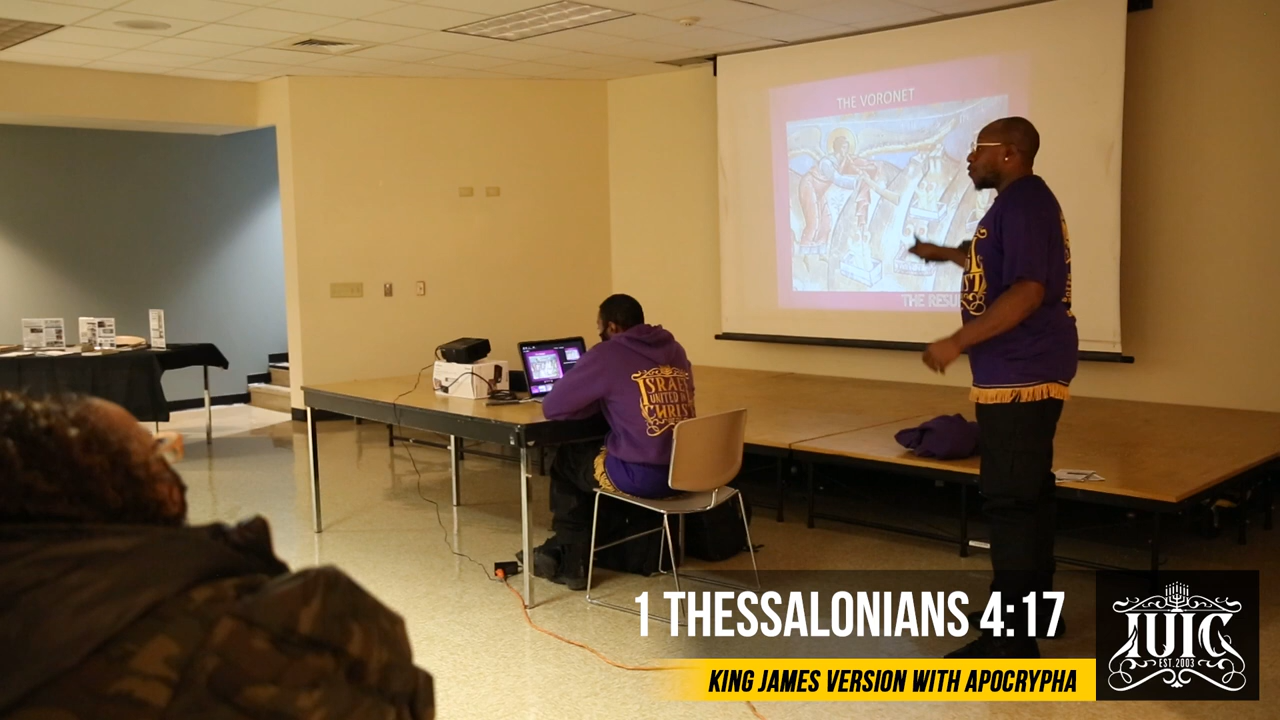 THE VORONET
THE RESU
ISRAEL
UNITED IN
CHRIST
1 THESSALONIANS 4:17
KING JAMES VERSION WITH APOCRYPHA
IUIC
EST. 2003